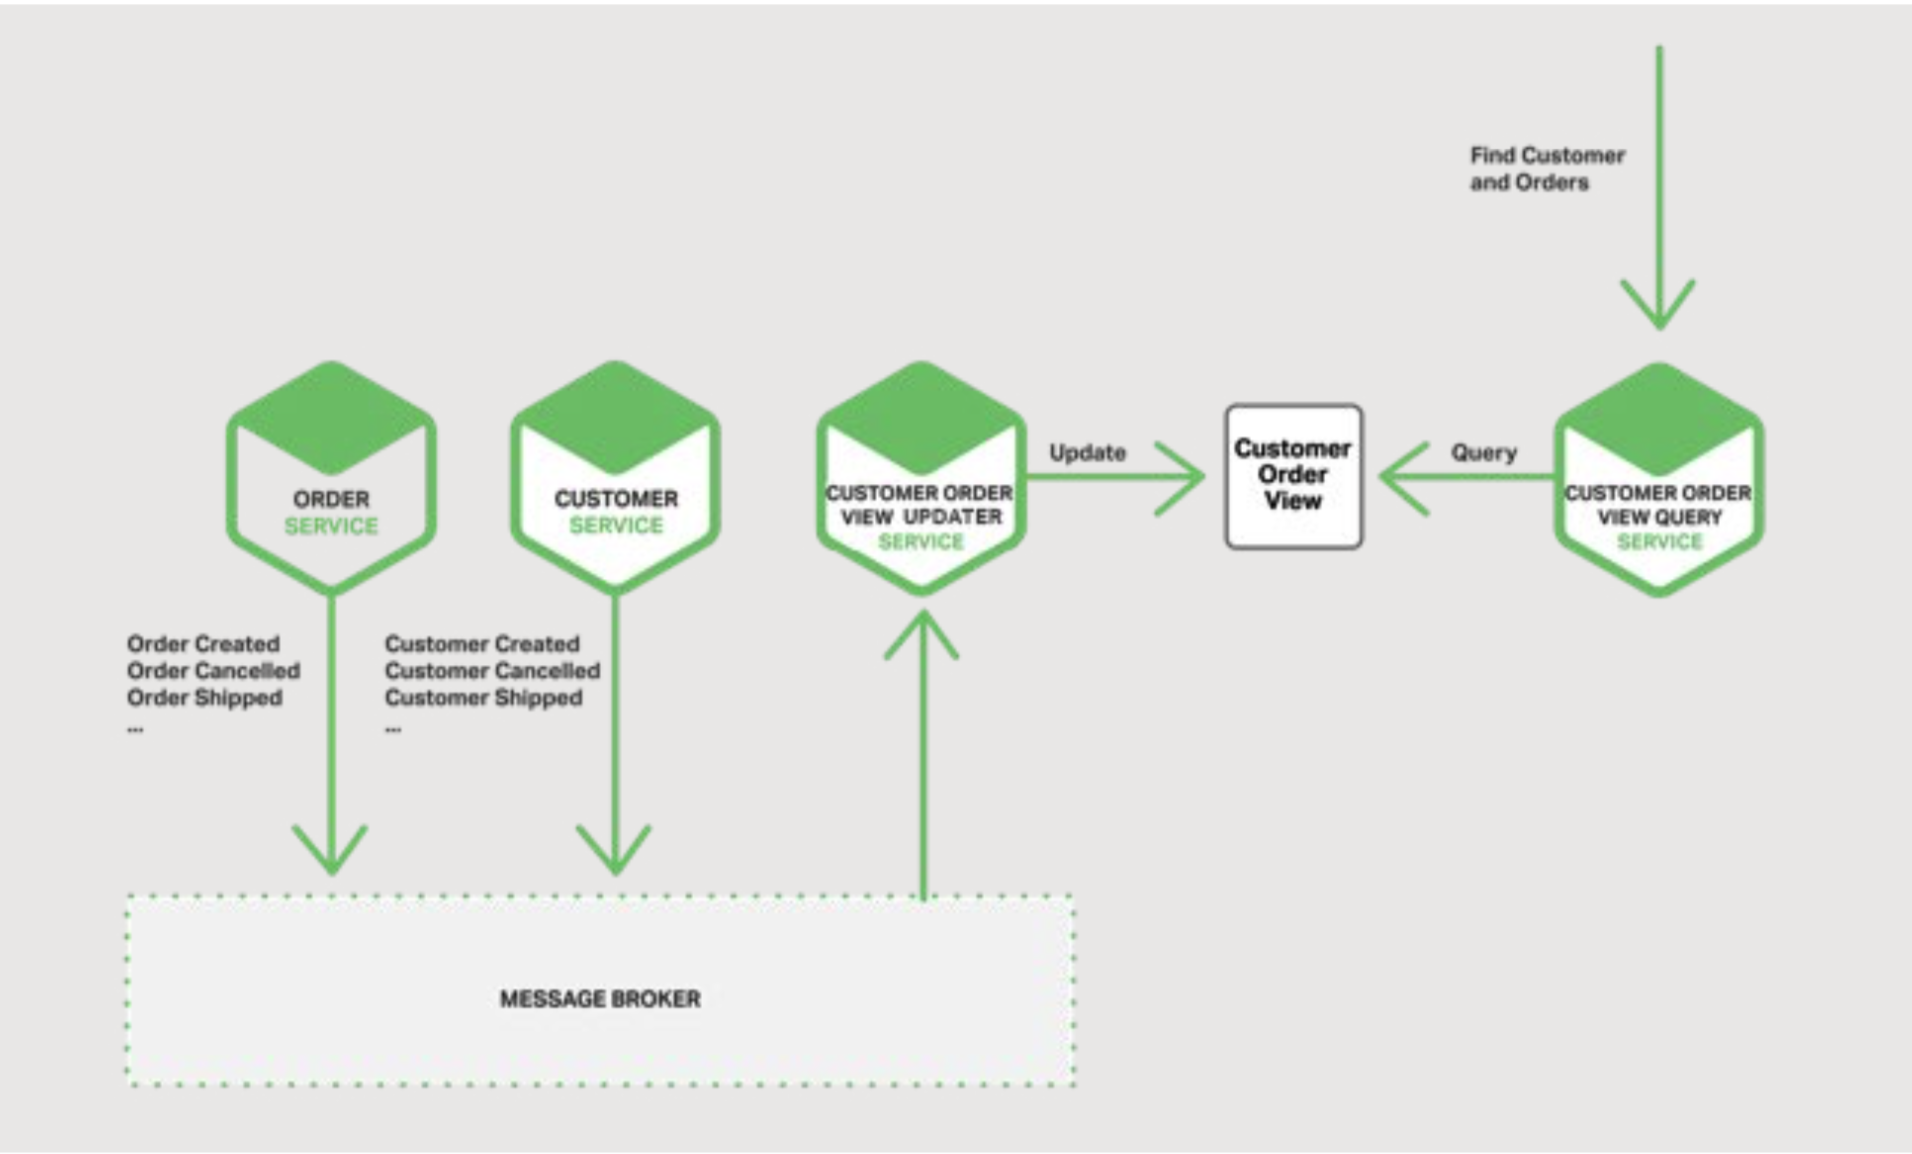 Find Customer
and Orders
ORDER
SERVICE
CUSTOMER
SERVICE
CUSTOMER ORDER
VIEW UPDATER
SERVICE
Update
Customer
Order
View
Query
CUSTOMER ORDER
VIEW QUERY
SERVICE
Order Created
Order Cancelled
Order Shipped
...
Customer Created
Customer Cancelled
Customer Shipped
...
MESSAGE BROKER